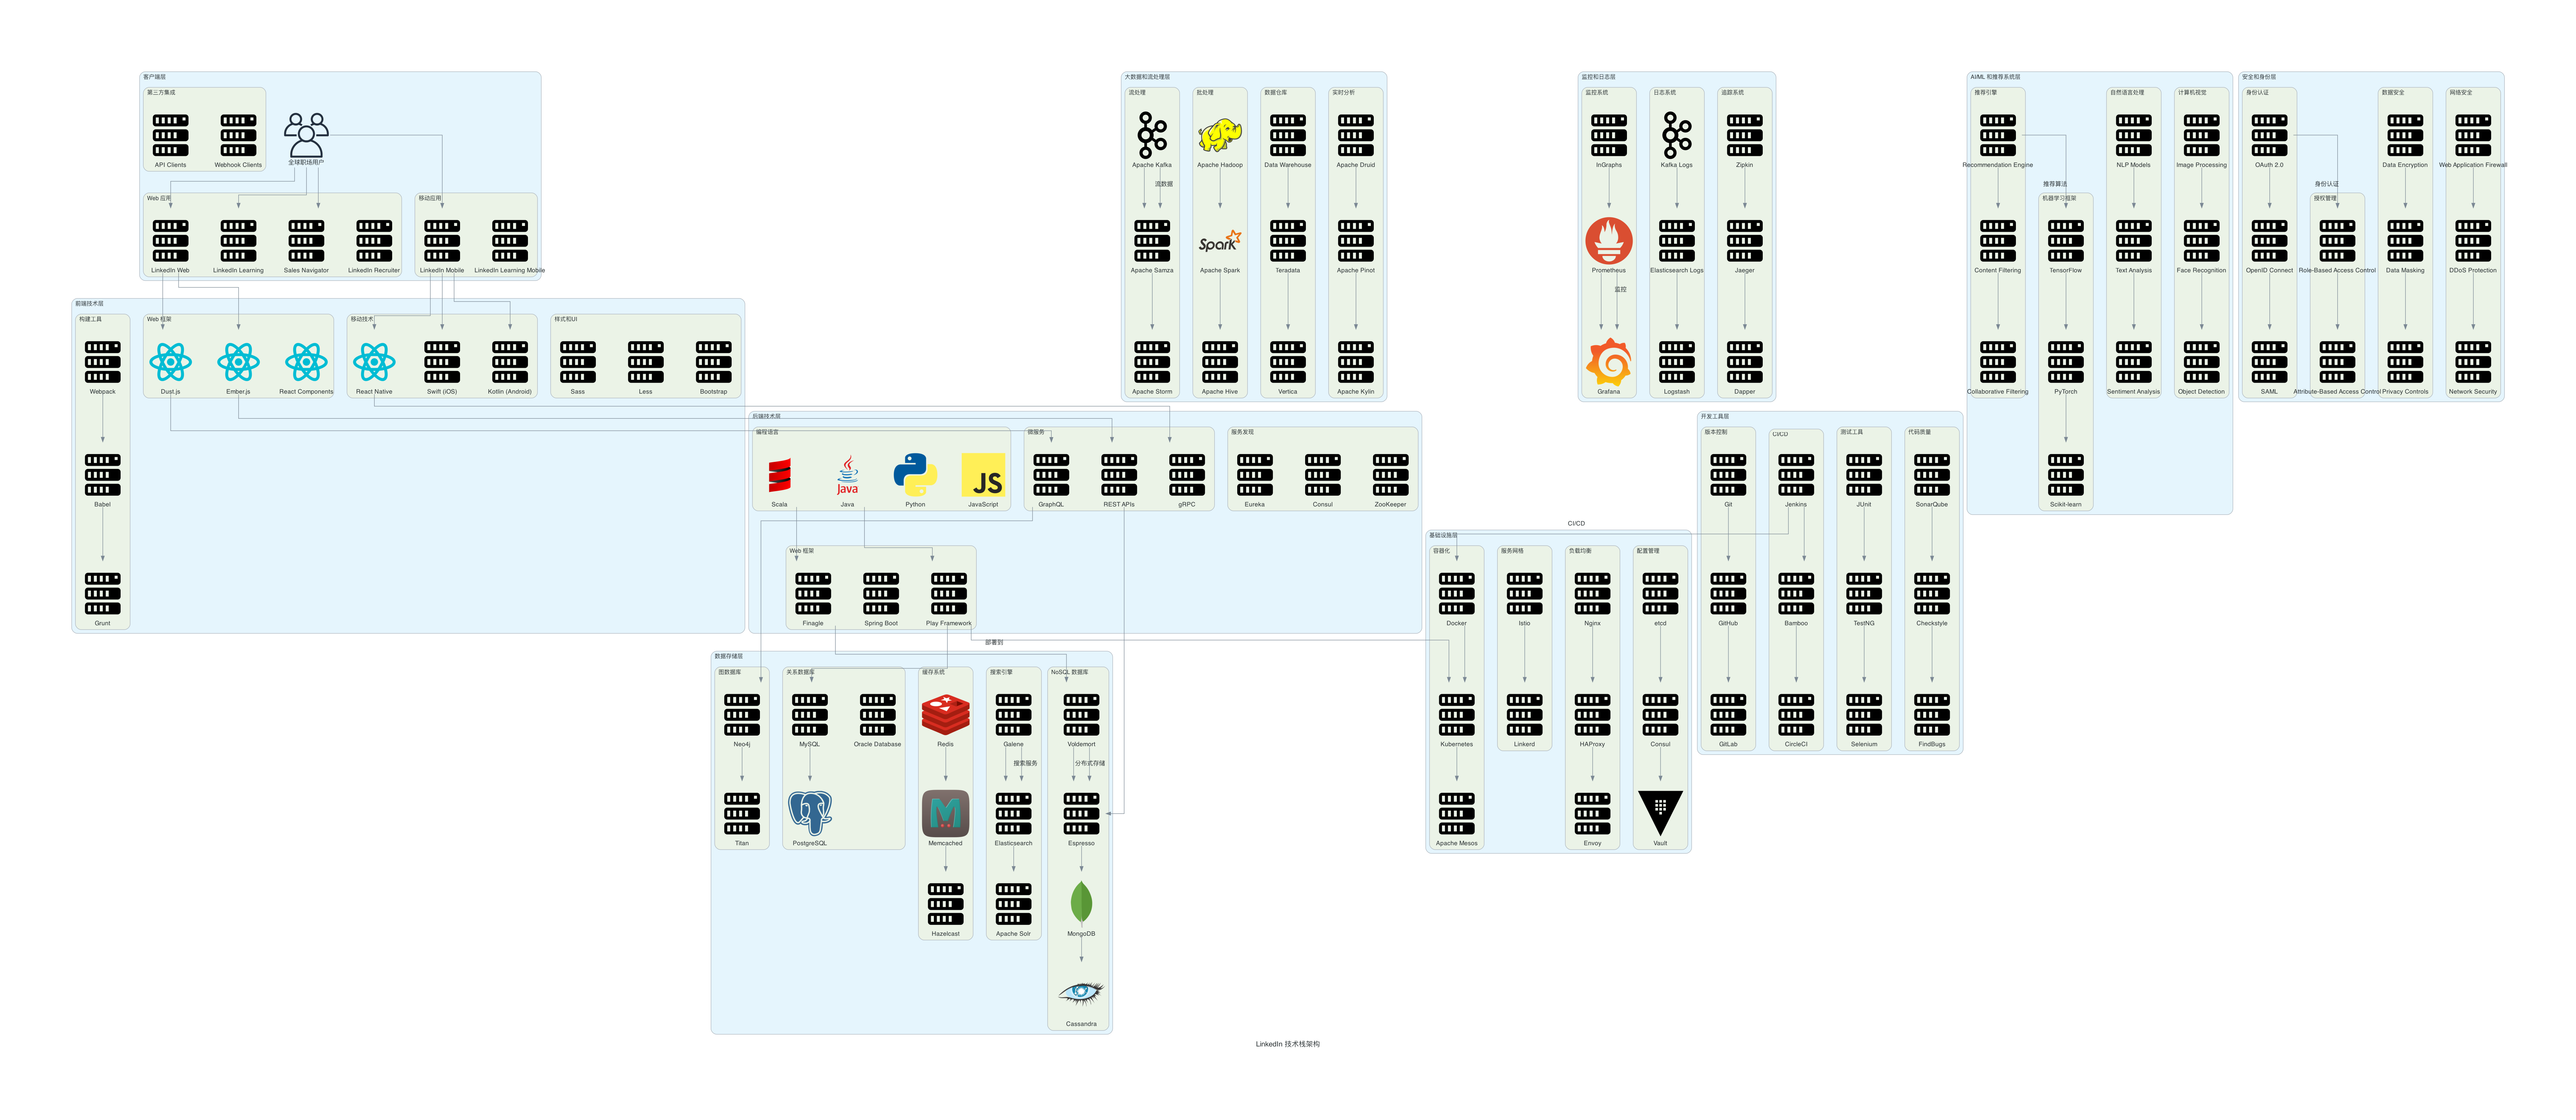 客户端层
第三方集成
API Clients
Webhook Clients
全球职场用户
Web 应用
LinkedIn Web
LinkedIn Learning
Sales Navigator
LinkedIn Recruiter
移动应用
LinkedIn Mobile
LinkedIn Learning Mobile
前端技术层
构建工具
Webpack
Babel
Grunt
Web 框架
Dust.js
Ember.js
React Components
移动技术
React Native
Swift (iOS)
Kotlin (Android)
样式和UI
Sass
Less
Bootstrap
后端技术层
编程语言
Scala
Java
Python
JavaScript
微服务
GraphQL
REST APIs
gRPC
服务发现
Eureka
Consul
ZooKeeper
Web 框架
Finagle
Spring Boot
Play Framework
部署到
数据存储层
图数据库
Neo4j
Titan
关系数据库
MySQL
Oracle Database
PostgreSQL
缓存系统
Redis
Memcached
Hazelcast
搜索引擎
Galene
搜索服务
Elasticsearch
Apache Solr
NoSQL 数据库
Voldemort
分布式存储
Espresso
MongoDB
Cassandra
大数据和流处理层
流处理
Apache Kafka
流数据
Apache Samza
Apache Storm
批处理
Apache Hadoop
Apache Spark
Apache Hive
数据仓库
Data Warehouse
Teradata
Vertica
实时分析
Apache Druid
Apache Pinot
Apache Kylin
监控和日志层
监控系统
InGraphs
Prometheus
监控
Grafana
日志系统
Kafka Logs
Elasticsearch Logs
Logstash
追踪系统
Zipkin
Jaeger
Dapper
CI/CD
基础设施层
容器化
Docker
Kubernetes
Apache Mesos
服务网格
Istio
Linkerd
负载均衡
Nginx
HAProxy
Envoy
配置管理
etcd
Consul
Vault
开发工具层
版本控制
Git
GitHub
GitLab
CI/CD
Jenkins
Bamboo
CircleCI
测试工具
JUnit
TestNG
Selenium
代码质量
SonarQube
Checkstyle
FindBugs
AI/ML 和推荐系统层
推荐引擎
Recommendation Engine
Content Filtering
Collaborative Filtering
推荐算法
机器学习框架
TensorFlow
PyTorch
Scikit-learn
自然语言处理
NLP Models
Text Analysis
Sentiment Analysis
计算机视觉
Image Processing
Face Recognition
Object Detection
安全和身份层
身份认证
OAuth 2.0
OpenID Connect
SAML
身份认证
授权管理
Role-Based Access Control
Attribute-Based Access Control
数据安全
Data Encryption
Data Masking
Privacy Controls
网络安全
Web Application Firewall
DDoS Protection
Network Security
LinkedIn 技术栈架构